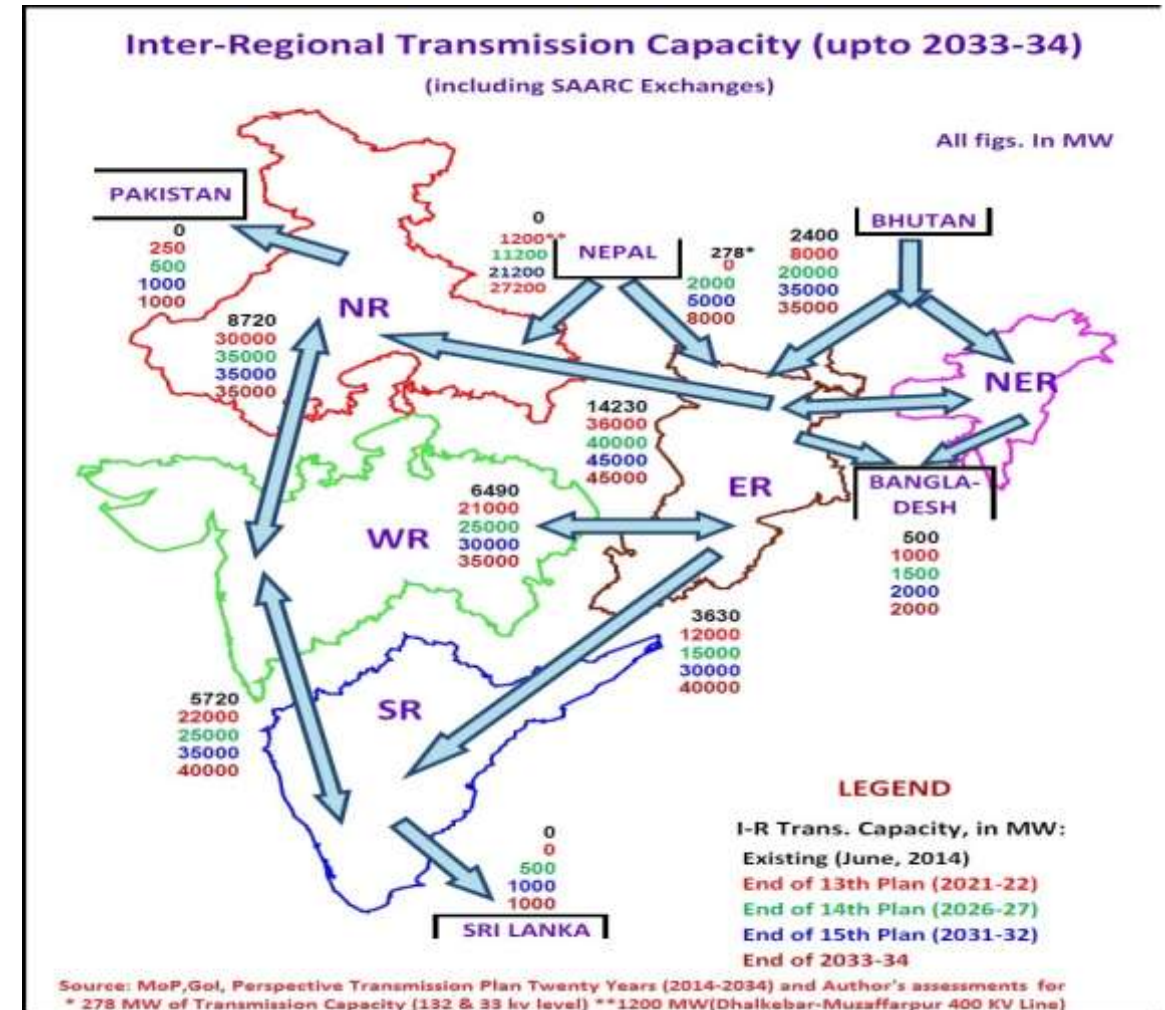 Inter-Regional Transmission Capacity (upto 2033-34)
(including SAARC Exchanges)
All figs. In MW
PAKISTAN
0
250
500
1000
1000
0
1200**
11200
21200
27200
NEPAL
278*
0
2000
5000
8000
2400
8000
20000
35000
35000
BHUTAN
NR
8720
30000
35000
35000
35000
NER
14230
36000
40000
45000
45000
ER
BANGLA-
DESH
500
1000
1500
2000
2000
WR
6490
21000
25000
30000
35000
3630
12000
15000
30000
40000
5720
22000
25000
35000
40000
SR
0
0
500
1000
1000
SRI LANKA
LEGEND
I-R Trans. Capacity, in MW:
Existing (June, 2014)
End of 13th Plan (2021-22)
End of 14th Plan (2026-27)
End of 15th Plan (2031-32)
End of 2033-34
Source: MoP,GoI, Perspective Transmission Plan Twenty Years (2014-2034) and Author's assessments for
* 278 MW of Transmission Capacity (132 & 33 kv level) **1200 MW(Dhalkebar-Muzaffarpur 400 KV Line)